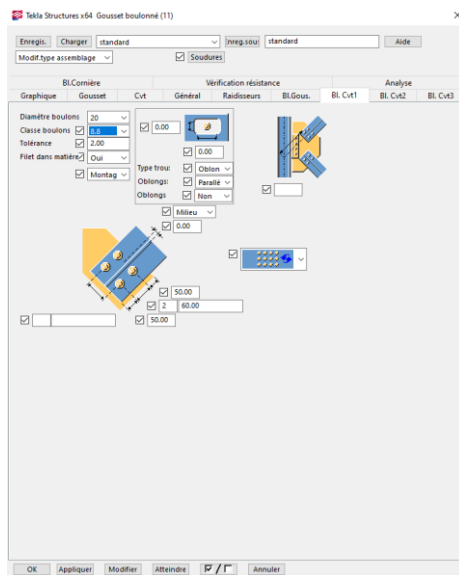 Tekla Structures x64 Gousset boulonné (11)
Enregis. Charger standard Enreg.sous standard Aide
Modif.type assemblage Soudures
Bl.Cornière Vérification résistance Analyse
Graphique Gousset Cvt Général Raidisseurs Bl.Gous. Bl. Cvt1 Bl. Cvt2 Bl. Cvt3
Diamètre boulons 20
Classe boulons 8.8
Tolérance 2.00
Filet dans matière Oui
Montag
0.00
0.00
Type trou: Oblon
Oblongs: Parallé
Oblongs Non
Milieu
0.00
50.00
2 60.00
50.00
OK Appliquer Modifier Atteindre / Annuler